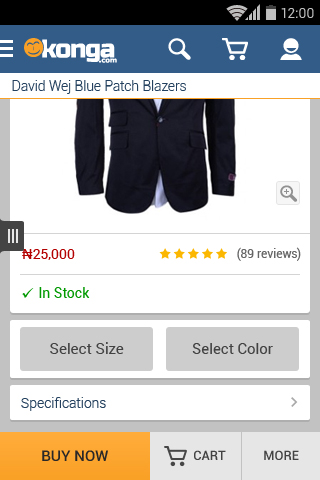 12:00
konga
.com
David Wej Blue Patch Blazers
₦25,000 (89 reviews)
In Stock
Select Size Select Color
Specifications
BUY NOW CART MORE